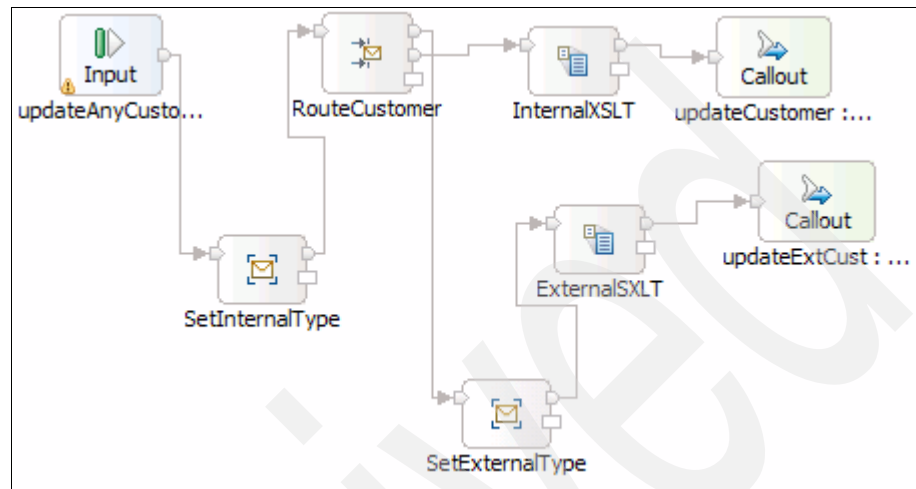 Input
updateAnyCusto...
RouteCustomer
InternalXSLT
Callout
updateCustomer :...
SetInternalType
ExternalSXLT
Callout
updateExtCust : ...
SetExternalType